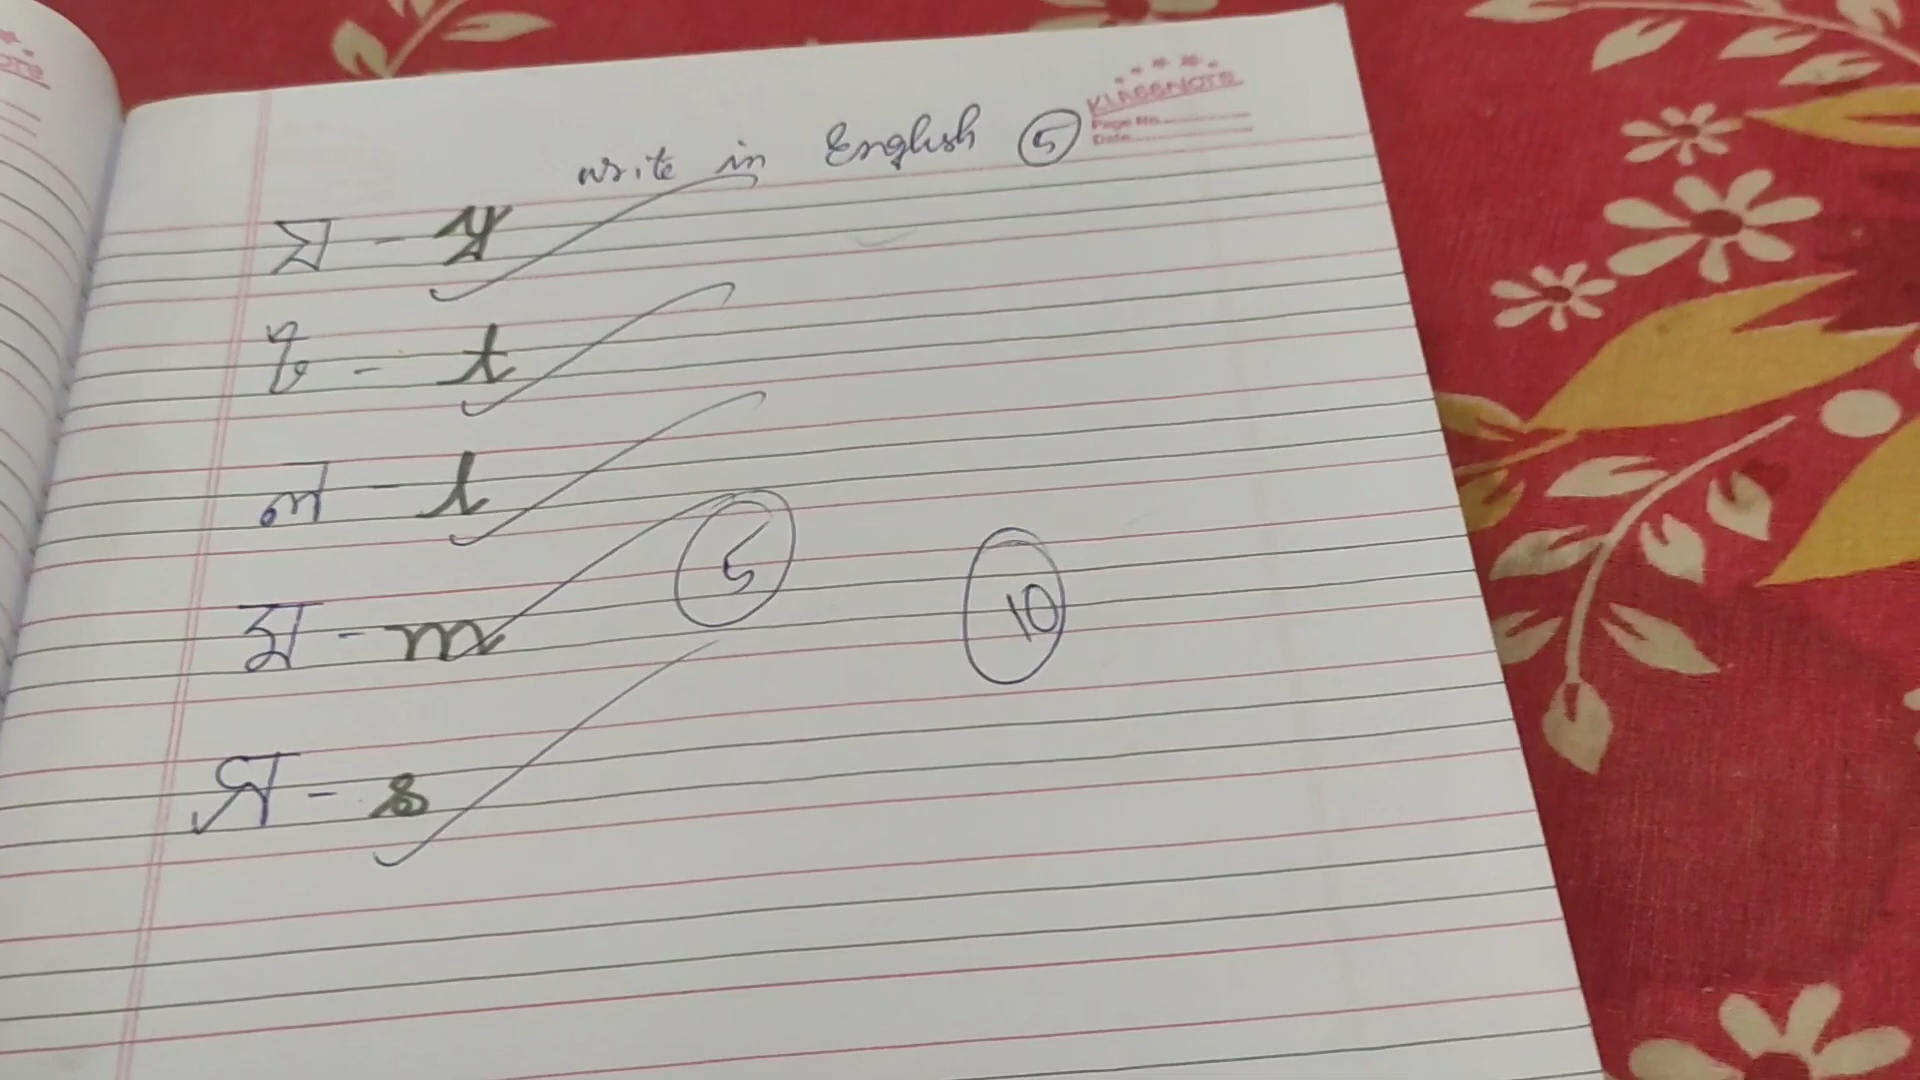 write in English 5
KLASSNOTE
Page No.
Date
য - y
ট - t
ল - l
ম - m
স - s
5
10